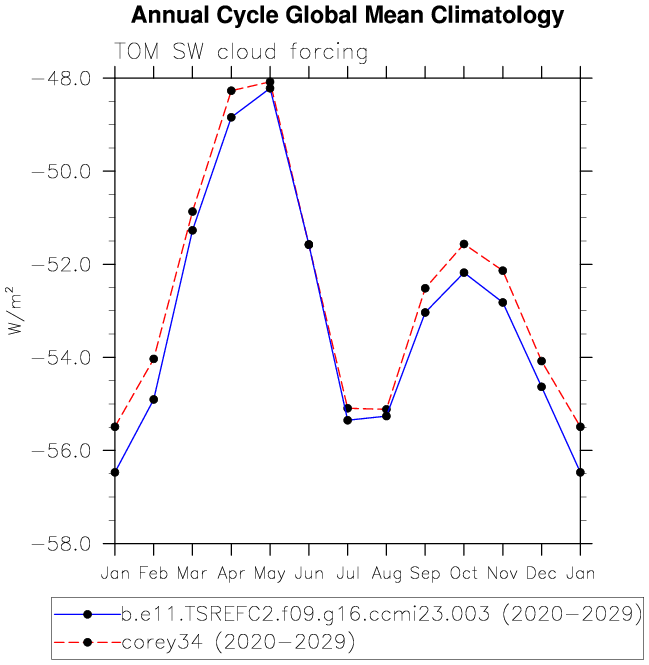 Annual Cycle Global Mean Climatology
TOM SW cloud forcing
−48.0
−50.0
−52.0
−54.0
−56.0
−58.0
W/m²
Jan Feb Mar Apr May Jun Jul Aug Sep Oct Nov Dec Jan
b.e11.TSREFC2.f09.g16.ccmi23.003 (2020−2029)
corey34 (2020−2029)